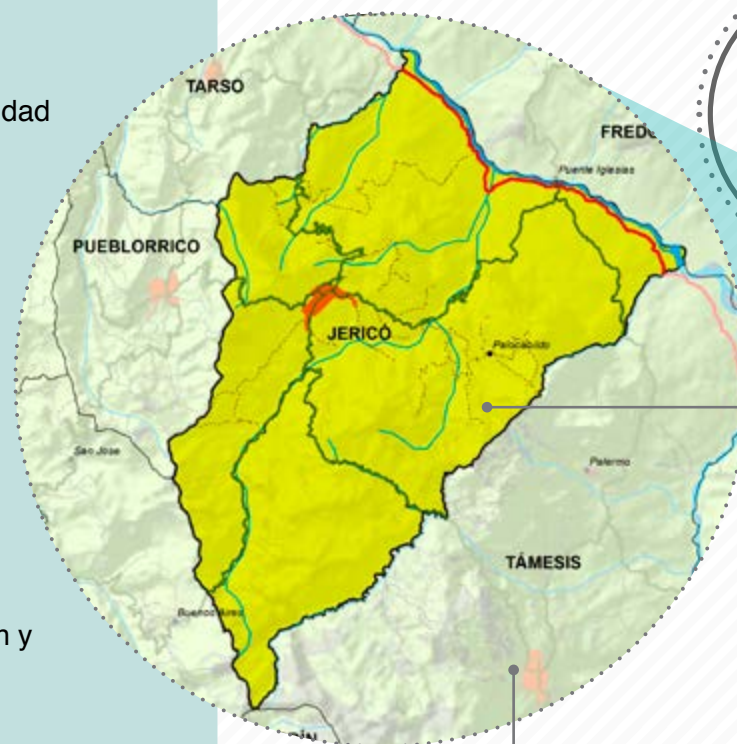 dad
TARSO
FREDO
Puente Iglesias
PUEBLORRICO
JERICÓ
Palocabildo
San Jose
Palermo
TÁMESIS
Buenos Aires
n y